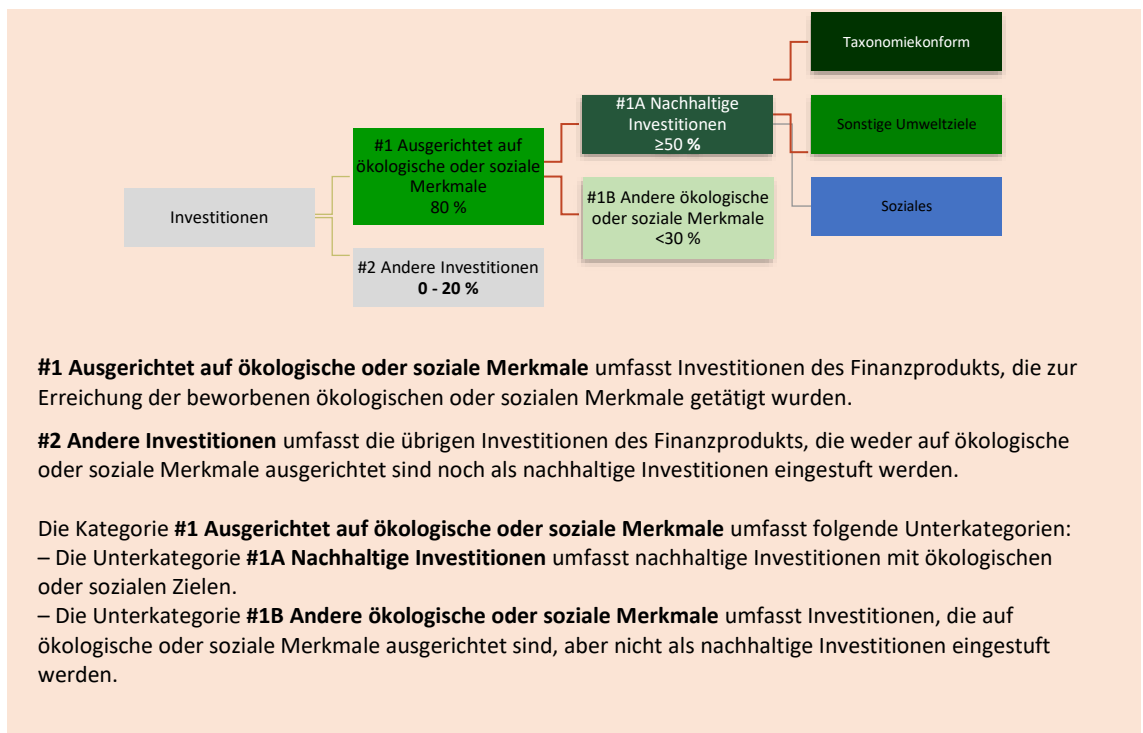 Taxonomiekonform
#1A Nachhaltige
Investitionen
≥50 %
Sonstige Umweltziele
#1 Ausgerichtet auf
ökologische oder soziale
Merkmale
80 %
Investitionen
#1B Andere ökologische
oder soziale Merkmale
<30 %
Soziales
#2 Andere Investitionen
0 - 20 %
#1 Ausgerichtet auf ökologische oder soziale Merkmale umfasst Investitionen des Finanzprodukts, die zur
Erreichung der beworbenen ökologischen oder sozialen Merkmale getätigt wurden.
#2 Andere Investitionen umfasst die übrigen Investitionen des Finanzprodukts, die weder auf ökologische
oder soziale Merkmale ausgerichtet sind noch als nachhaltige Investitionen eingestuft werden.
Die Kategorie #1 Ausgerichtet auf ökologische oder soziale Merkmale umfasst folgende Unterkategorien:
– Die Unterkategorie #1A Nachhaltige Investitionen umfasst nachhaltige Investitionen mit ökologischen
oder sozialen Zielen.
– Die Unterkategorie #1B Andere ökologische oder soziale Merkmale umfasst Investitionen, die auf
ökologische oder soziale Merkmale ausgerichtet sind, aber nicht als nachhaltige Investitionen eingestuft
werden.